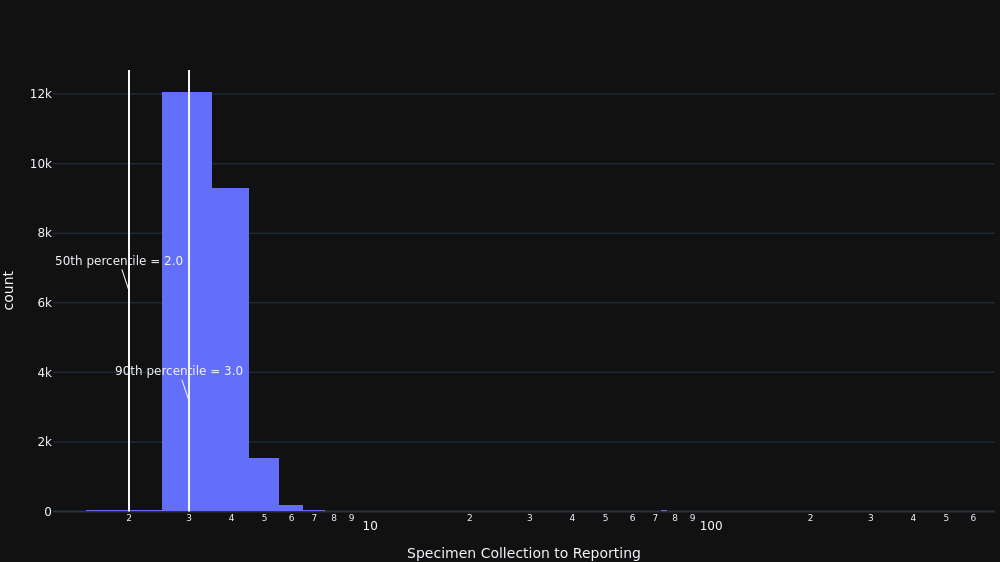 12k
10k
8k
50th percentile = 2.0
count
6k
90th percentile = 3.0
4k
2k
0
2 3 4 5 6 7 8 9 10 2 3 4 5 6 7 8 9 100 2 3 4 5 6
Specimen Collection to Reporting